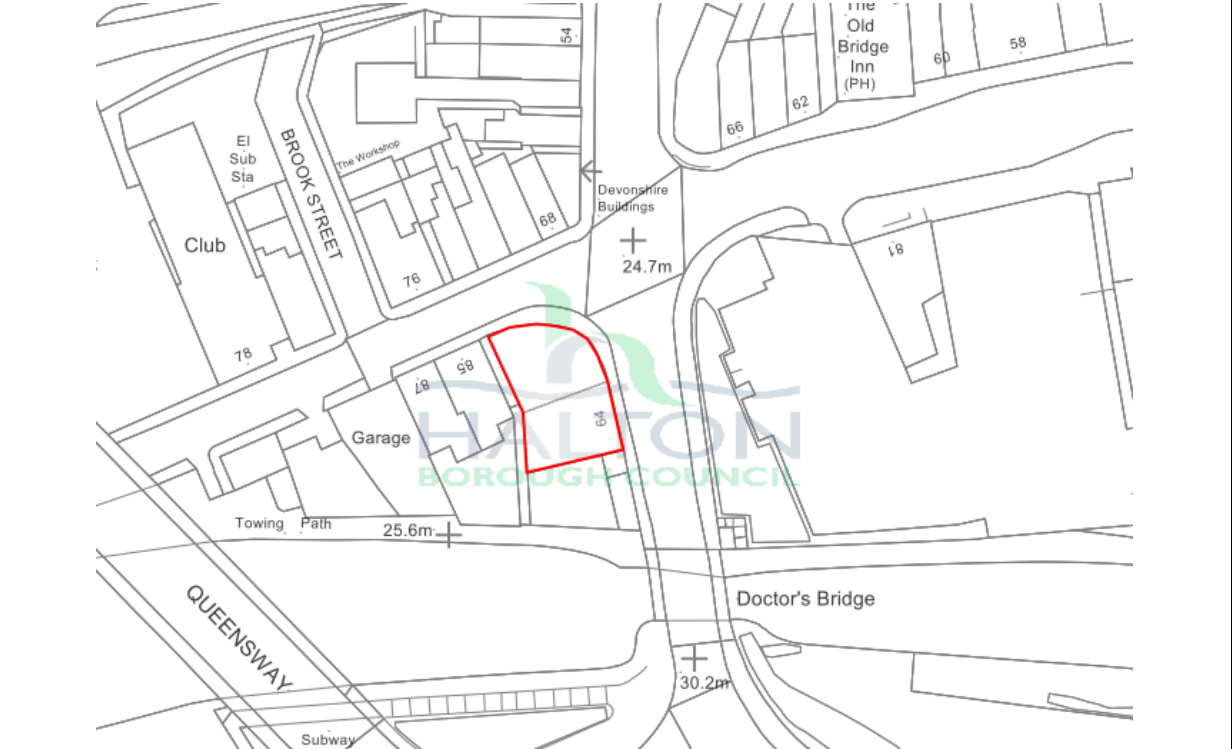 The
Old
Bridge
Inn
(PH)
54
60
58
62
66
El
Sub
Sta
BROOK STREET
The Workshop
Devonshire
Buildings
Club
68
76
24.7m
81
78
85
87
64
Garage
HALTON
BOROUGH COUNCIL
Towing Path
25.6m
QUEENSWAY
Doctor's Bridge
30.2m
Subway